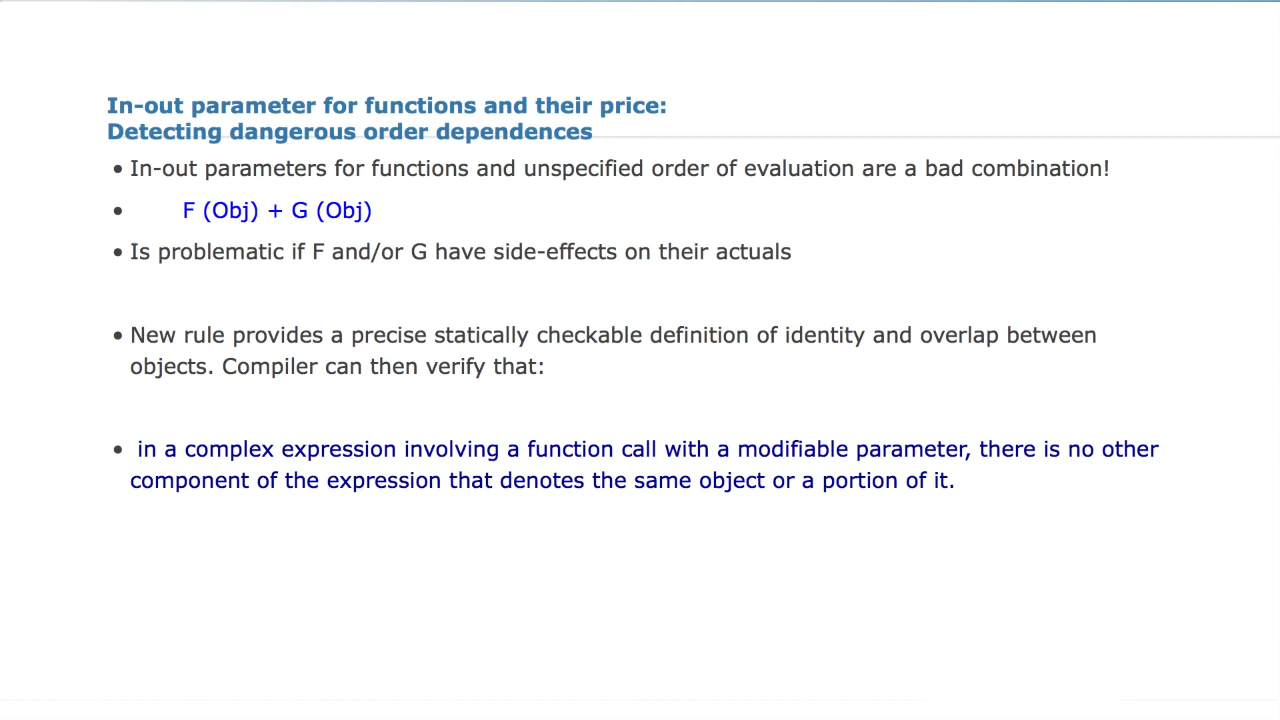 In-out parameter for functions and their price:
Detecting dangerous order dependences
• In-out parameters for functions and unspecified order of evaluation are a bad combination!
• F (Obj) + G (Obj)
• Is problematic if F and/or G have side-effects on their actuals
• New rule provides a precise statically checkable definition of identity and overlap between
objects. Compiler can then verify that:
• in a complex expression involving a function call with a modifiable parameter, there is no other
component of the expression that denotes the same object or a portion of it.